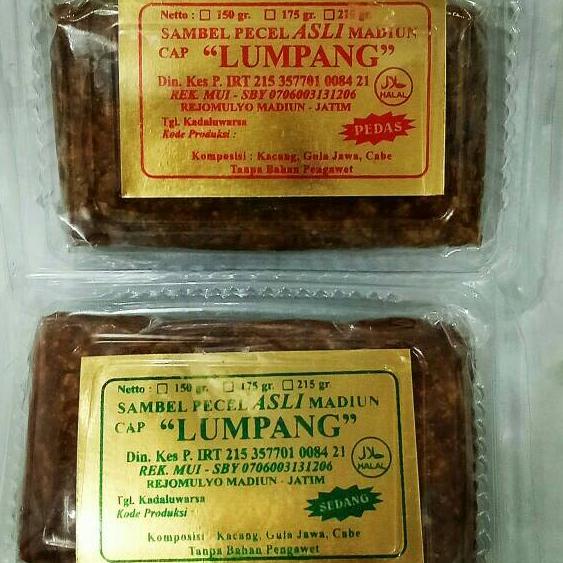 Netto : 150 gr. 175 gr. 215 gr.
SAMBEL PECEL ASLI MADIUN
CAP "LUMPANG"
Din. Kes P. IRT 215 357701 0084 21
REK. MUI - SBY 0706003131206
REJOMULYO MADIUN - JATIM
حلال
HALAL
Tgl. Kadaluwarsa
Kode Produksi :
PEDAS
Komposisi : Kacang, Gula Jawa, Cabe
Tanpa Bahan Pengawet
Netto : 150 gr. 175 gr. 215 gr.
SAMBEL PECEL ASLI MADIUN
CAP "LUMPANG"
Din. Kes P. IRT 215 357701 0084 21
REK. MUI - SBY 0706003131206
REJOMULYO MADIUN - JATIM
حلال
HALAL
Tgl. Kadaluwarsa
Kode Produksi
SEDANG
Komposisi : Kacang, Gula Jawa, Cabe
Tanpa Bahan Pengawet